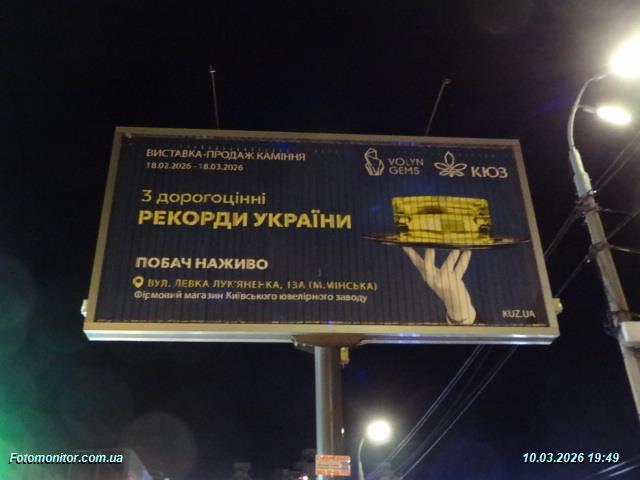 ВИСТАВКА-ПРОДАЖ КАМІННЯ
18.02.2026 - 18.03.2026
VOLYN
GEMS
КЮЗ
3 дорогоцінні
РЕКОРДИ УКРАЇНИ
ПОБАЧ НАЖИВО
ВУЛ. ЛЕВКА ЛУК'ЯНЕНКА, 13А (М.МІНСЬКА)
Фірмовий магазин Київського ювелірного заводу
KUZ.UA
Fotomonitor.com.ua
10.03.2026 19:49